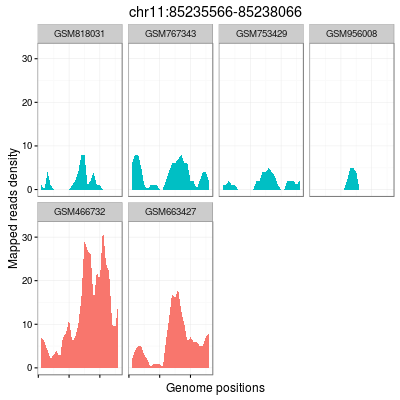 chr11:85235566-85238066
GSM818031 GSM767343 GSM753429 GSM956008
30
20
10
0
Mapped reads density
GSM466732 GSM663427
30
20
10
0
Genome positions